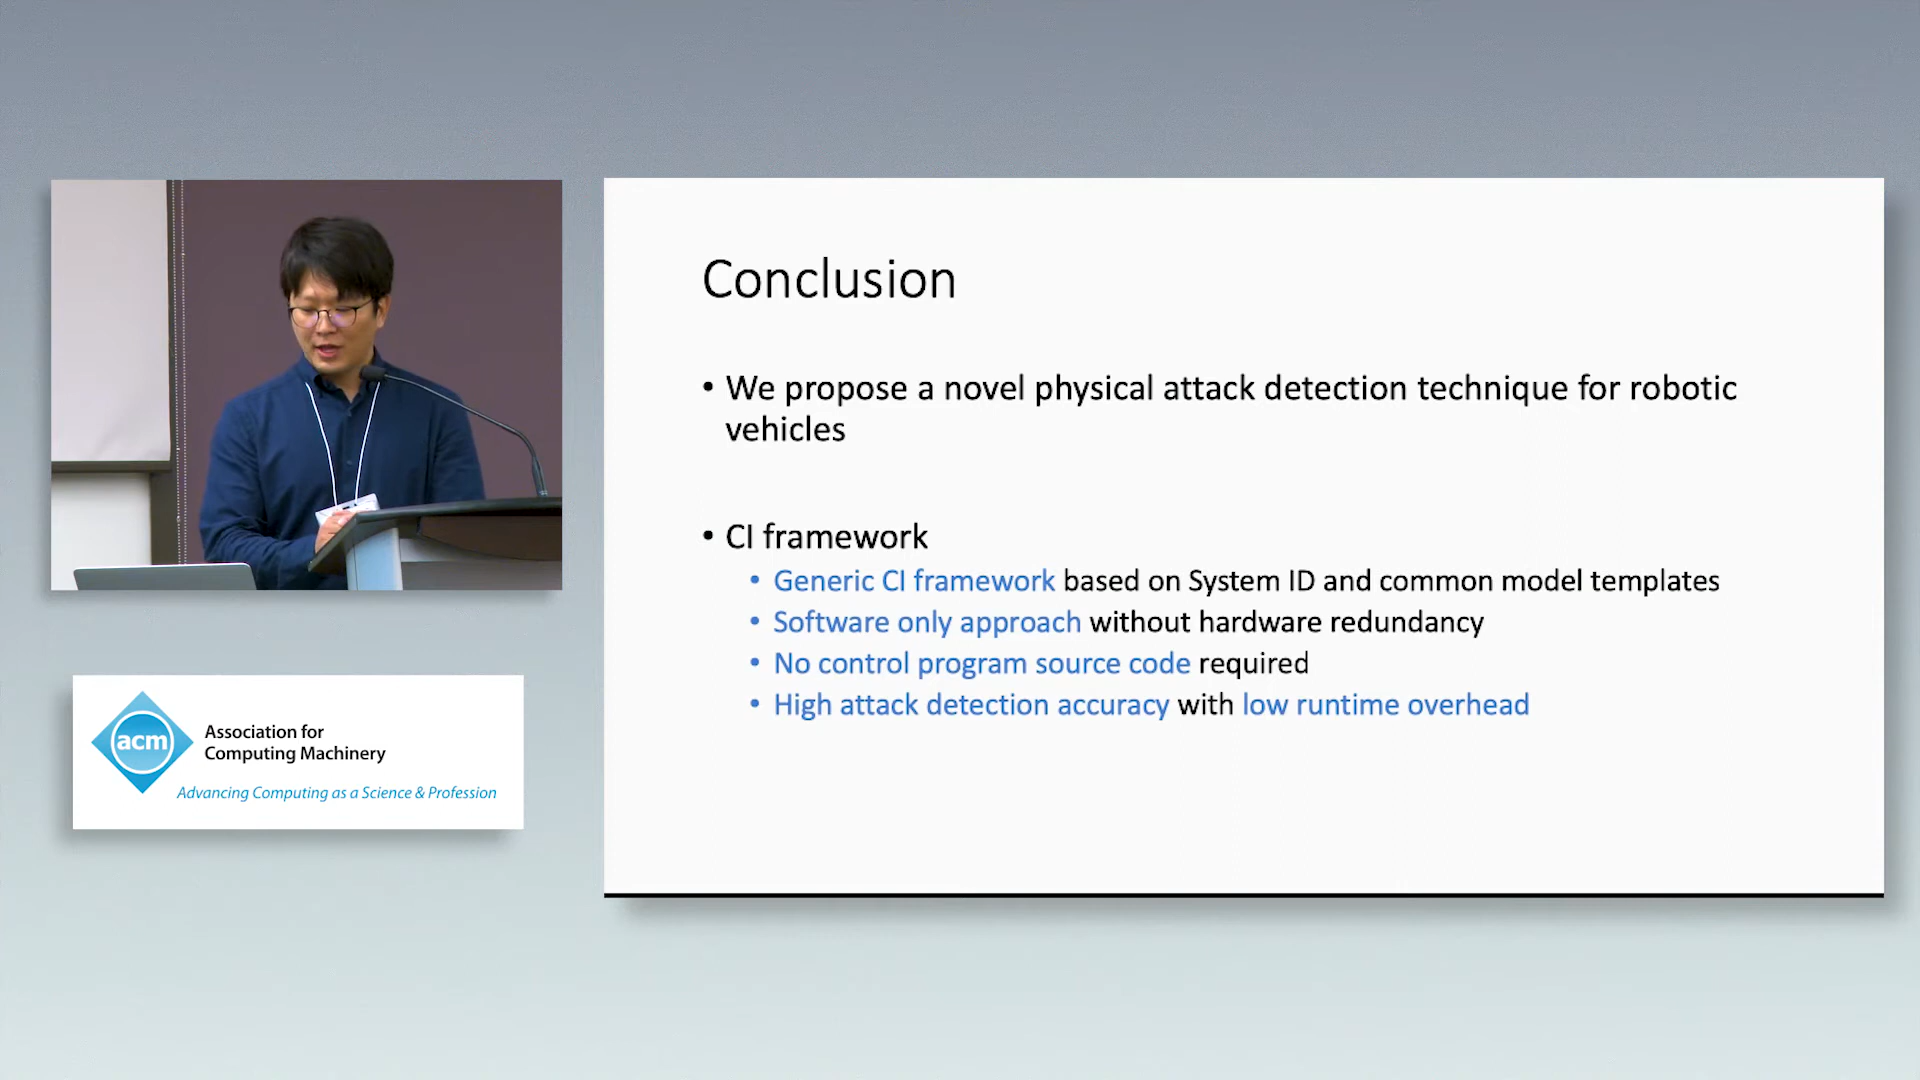 Conclusion
• We propose a novel physical attack detection technique for robotic
vehicles
• CI framework
• Generic CI framework based on System ID and common model templates
• Software only approach without hardware redundancy
• No control program source code required
• High attack detection accuracy with low runtime overhead
acm
Association for
Computing Machinery
Advancing Computing as a Science & Profession